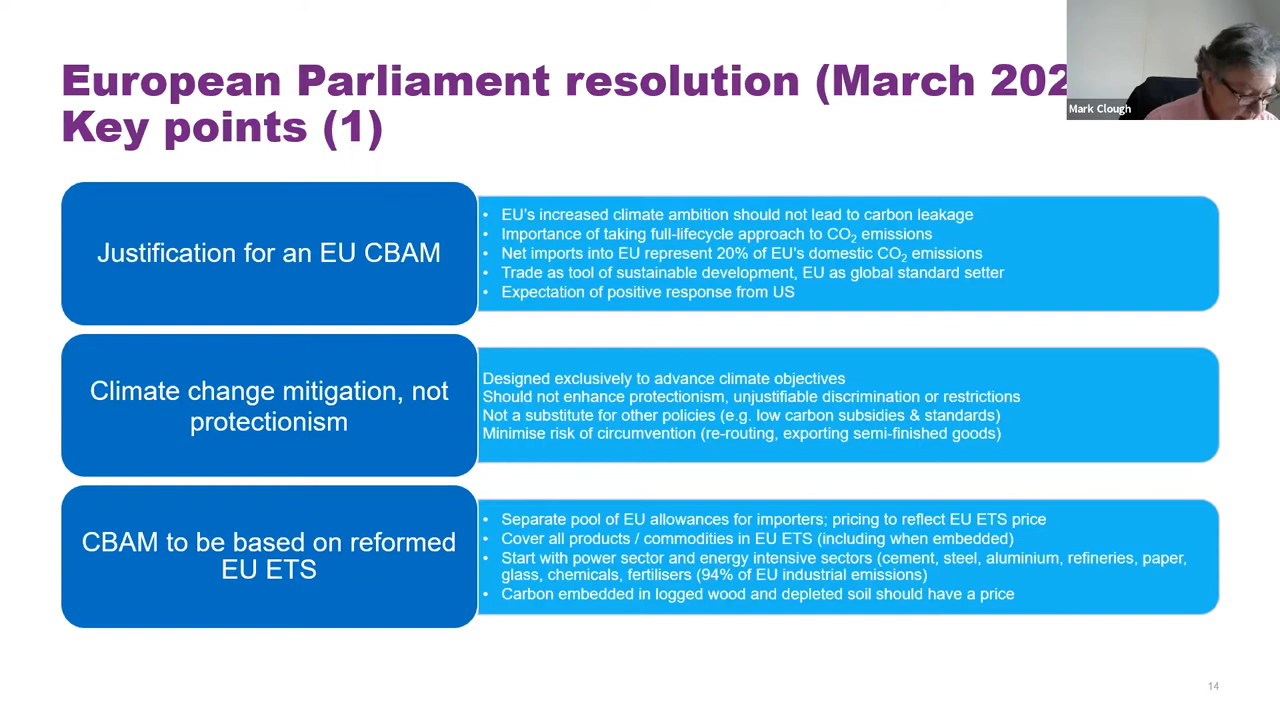 European Parliament resolution (March 202
Key points (1)
Mark Clough
Justification for an EU CBAM
• EU's increased climate ambition should not lead to carbon leakage
• Importance of taking full-lifecycle approach to CO₂ emissions
• Net imports into EU represent 20% of EU's domestic CO₂ emissions
• Trade as tool of sustainable development, EU as global standard setter
• Expectation of positive response from US
Climate change mitigation, not
protectionism
Designed exclusively to advance climate objectives
Should not enhance protectionism, unjustifiable discrimination or restrictions
Not a substitute for other policies (e.g. low carbon subsidies & standards)
Minimise risk of circumvention (re-routing, exporting semi-finished goods)
CBAM to be based on reformed
EU ETS
• Separate pool of EU allowances for importers; pricing to reflect EU ETS price
• Cover all products / commodities in EU ETS (including when embedded)
• Start with power sector and energy intensive sectors (cement, steel, aluminium, refineries, paper,
glass, chemicals, fertilisers (94% of EU industrial emissions)
• Carbon embedded in logged wood and depleted soil should have a price
14